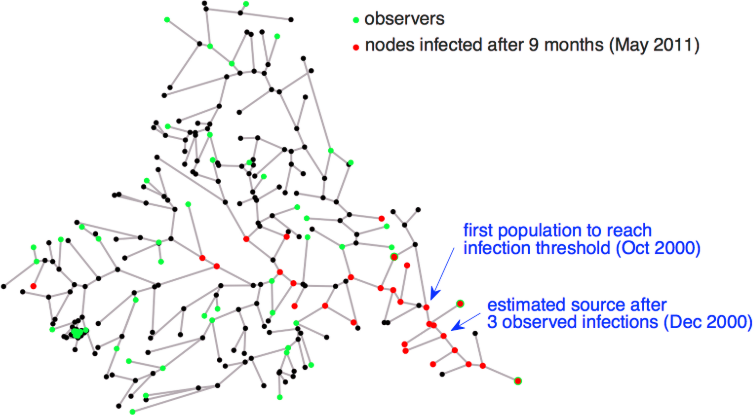 observers
nodes infected after 9 months (May 2011)
first population to reach
infection threshold (Oct 2000)
estimated source after
3 observed infections (Dec 2000)